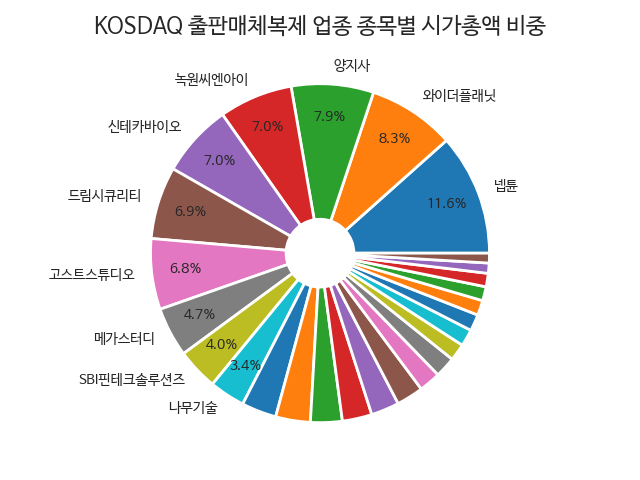 KOSDAQ 출판매체복제 업종 종목별 시가총액 비중
양지사
녹원씨엔아이
와이더플래닛
신테카바이오
드림시큐리티
넵튠
고스트스튜디오
메가스터디
SBI핀테크솔루션즈
나무기술
7.9%
7.0%
8.3%
7.0%
11.6%
6.9%
6.8%
4.7%
4.0%
3.4%